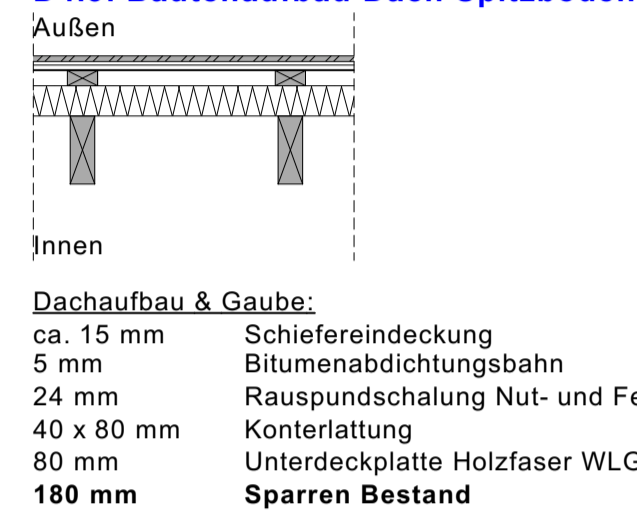 Außen
Innen
Dachaufbau & Gaube:
ca. 15 mm Schiefereindeckung
5 mm Bitumenabdichtungsbahn
24 mm Rauspundschalung Nut- und
40 x 80 mm Konterlattung
80 mm Unterdeckplatte Holzfaser
180 mm Sparren Bestand